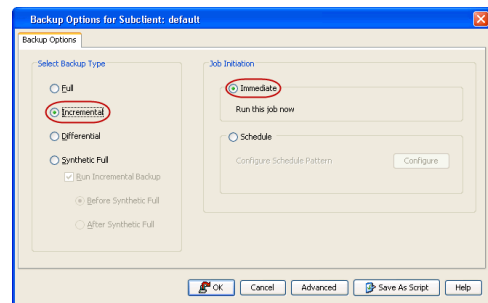 Backup Options for Subclient: default
Backup Options
Select Backup Type
Full
Incremental
Differential
Synthetic Full
Run Incremental Backup
Before Synthetic Full
After Synthetic Full
Job Initiation
Immediate
Run this job now
Schedule
Configure Schedule Pattern
Configure
OK
Cancel
Advanced
Save As Script
Help